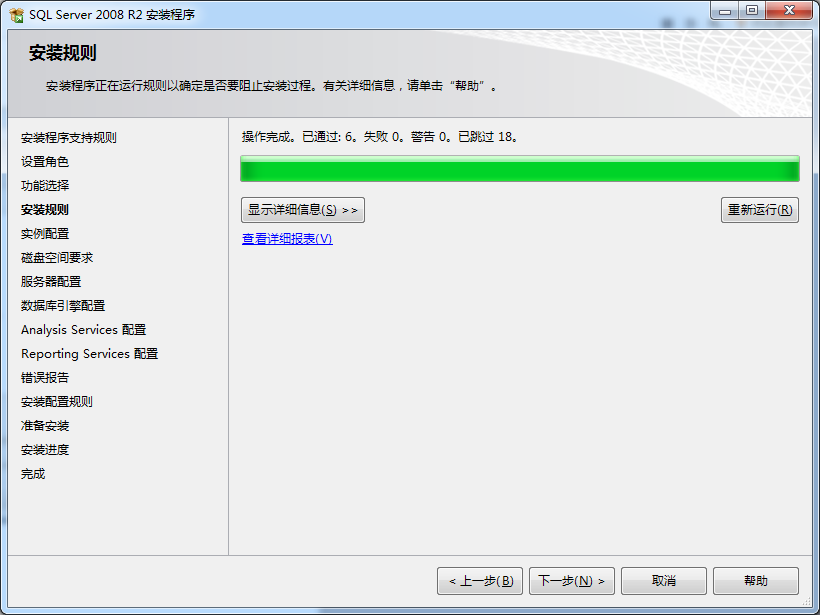 SQL Server 2008 R2 安装程序
安装规则
安装程序正在运行规则以确定是否要阻止安装过程。有关详细信息，请单击“帮助”。
安装程序支持规则
设置角色
功能选择
安装规则
实例配置
磁盘空间要求
服务器配置
数据库引擎配置
Analysis Services 配置
Reporting Services 配置
错误报告
安装配置规则
准备安装
安装进度
完成
操作完成。已通过: 6。失败 0。警告 0。已跳过 18。
显示详细信息(S) >>
重新运行(R)
查看详细报表(V)
< 上一步(B)
下一步(N) >
取消
帮助